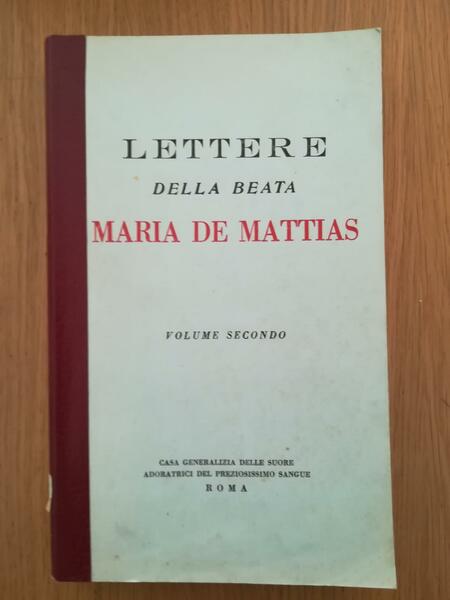 LETTERE
DELLA BEATA
MARIA DE MATTIAS
VOLUME SECONDO
CASA GENERALIZIA DELLE SUORE
ADORATRICI DEL PREZIOSISSIMO SANGUE
ROMA